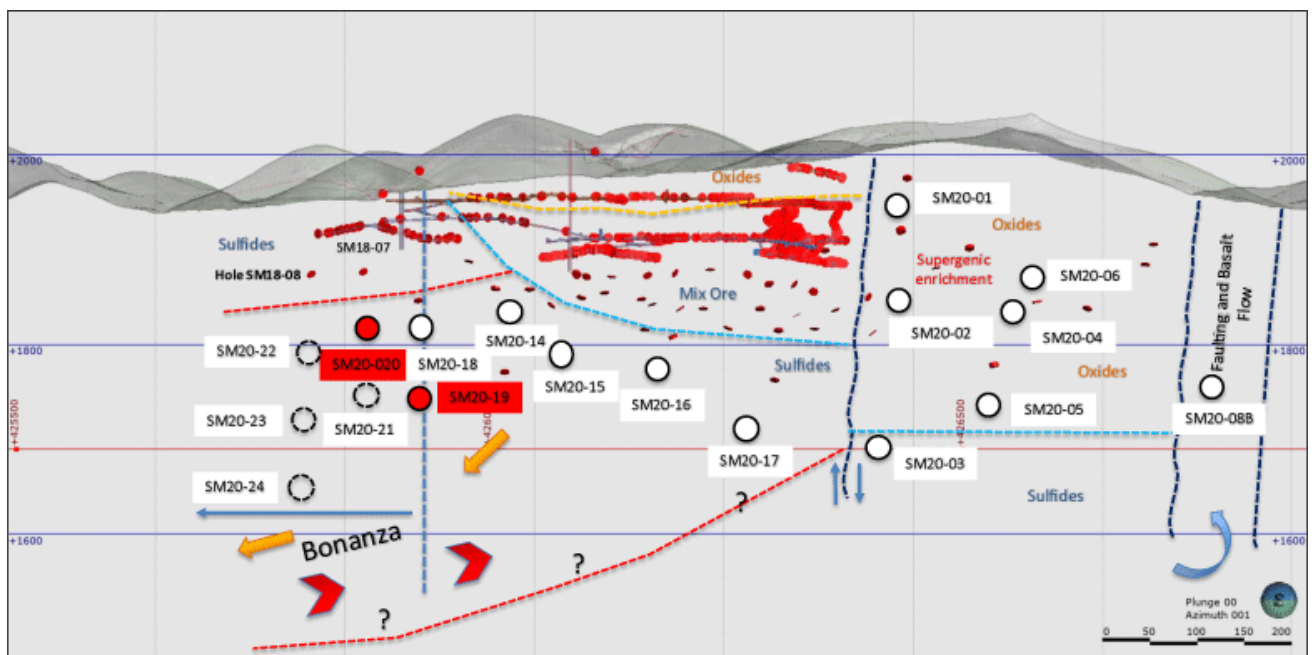 +2000
+2000
Oxides
SM20-01
Sulfides
SM18-07
Oxides
Hole SM18-08
Supergenic
enrichment
SM20-06
Mix Ore
Faulting and Basalt
Flow
SM20-02
SM20-04
+1800
+1800
SM20-22
SM20-020
SM20-18
SM20-14
Sulfides
Oxides
SM20-15
SM20-19
SM20-16
SM20-05
SM20-08B
+425500
+426500
SM20-23
SM20-21
SM20-17
SM20-03
SM20-24
?
Sulfides
+1600
+1600
Bonanza
?
?
Plunge 00
Azimuth 001
0 50 100 150 200